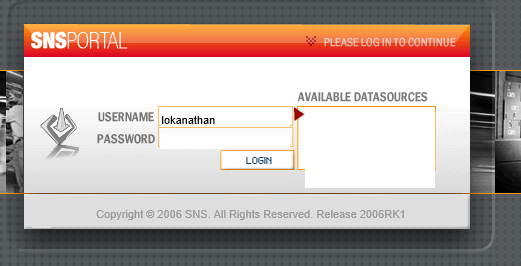 SNSPORTAL
PLEASE LOG IN TO CONTINUE
AVAILABLE DATASOURCES
USERNAME lokanathan
PASSWORD
LOGIN
Copyright © 2006 SNS. All Rights Reserved. Release 2006RK1